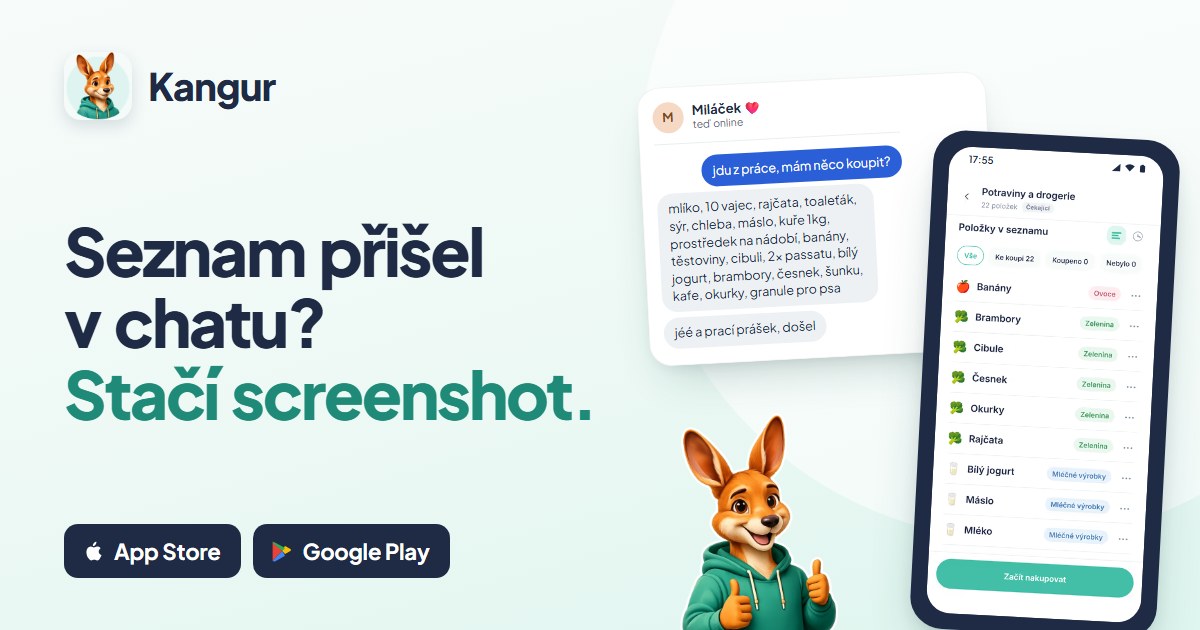 Kangur
Seznam přišel
v chatu?
Stačí screenshot.
App Store
Google Play
M
Miláček
teď online
jdu z práce, mám něco koupit?
mlíko, 10 vajec, rajčata, toaleťák,
sýr, chleba, máslo, kuře 1kg,
prostředek na nádobí, banány,
těstoviny, cibuli, 2× passatu, bílý
jogurt, brambory, česnek, šunku,
kafe, okurky, granule pro psa
jéé a prací prášek, došel
17:55
Potraviny a drogerie
22 položek Čekající
Položky v seznamu
Vše Ke koupi 22 Koupeno 0 Nebylo 0
Banány Ovoce
Brambory Zelenina
Cibule Zelenina
Česnek Zelenina
Okurky Zelenina
Rajčata Zelenina
Bílý jogurt Mléčné výrobky
Máslo Mléčné výrobky
Mléko Mléčné výrobky
Začít nakupovat